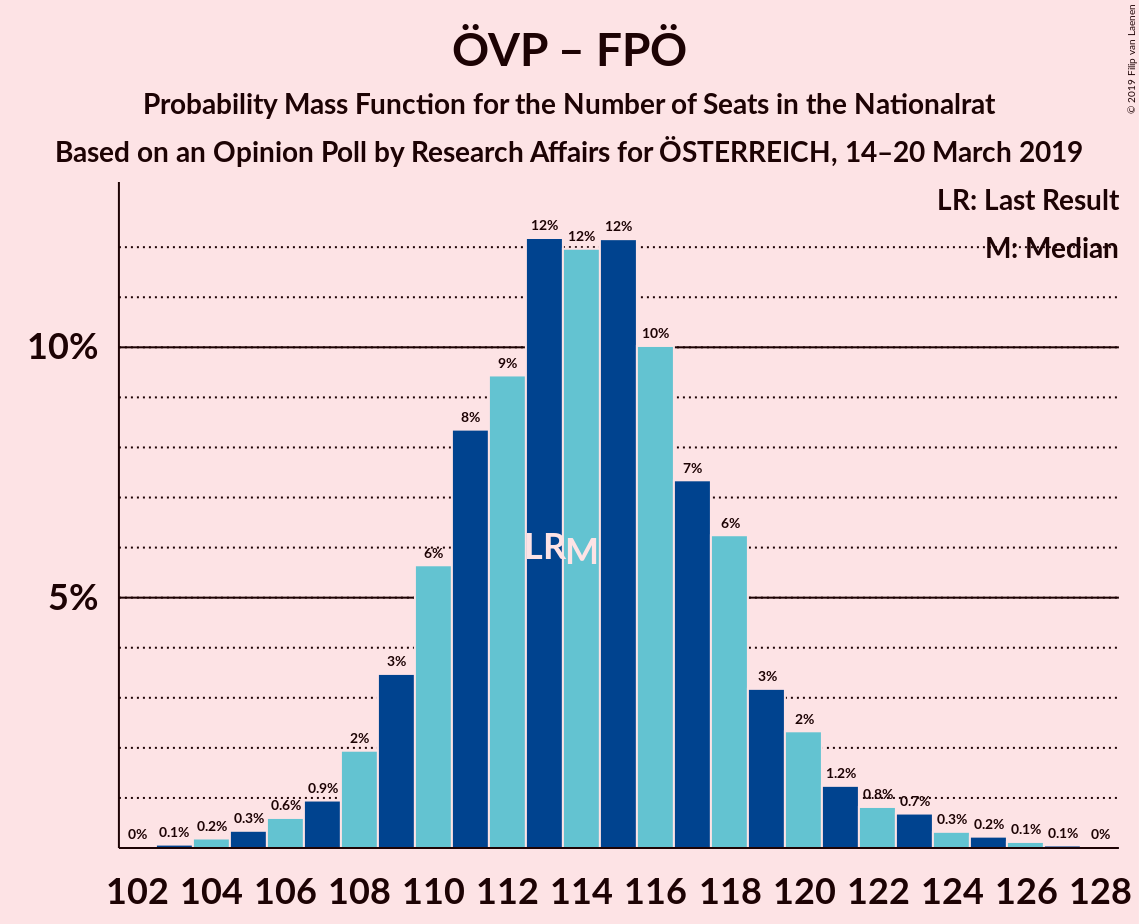 ÖVP – FPÖ
Probability Mass Function for the Number of Seats in the Nationalrat
Based on an Opinion Poll by Research Affairs for ÖSTERREICH, 14–20 March 2019
© 2019 Filip van Laenen
LR: Last Result
M: Median
10%
5%
0% 0.1% 0.2% 0.3% 0.6% 0.9% 2% 3% 6% 8% 9% 12% 12% 12% 10% 7% 6% 3% 2% 1.2% 0.8% 0.7% 0.3% 0.2% 0.1% 0.1% 0%
LR M
102 104 106 108 110 112 114 116 118 120 122 124 126 128